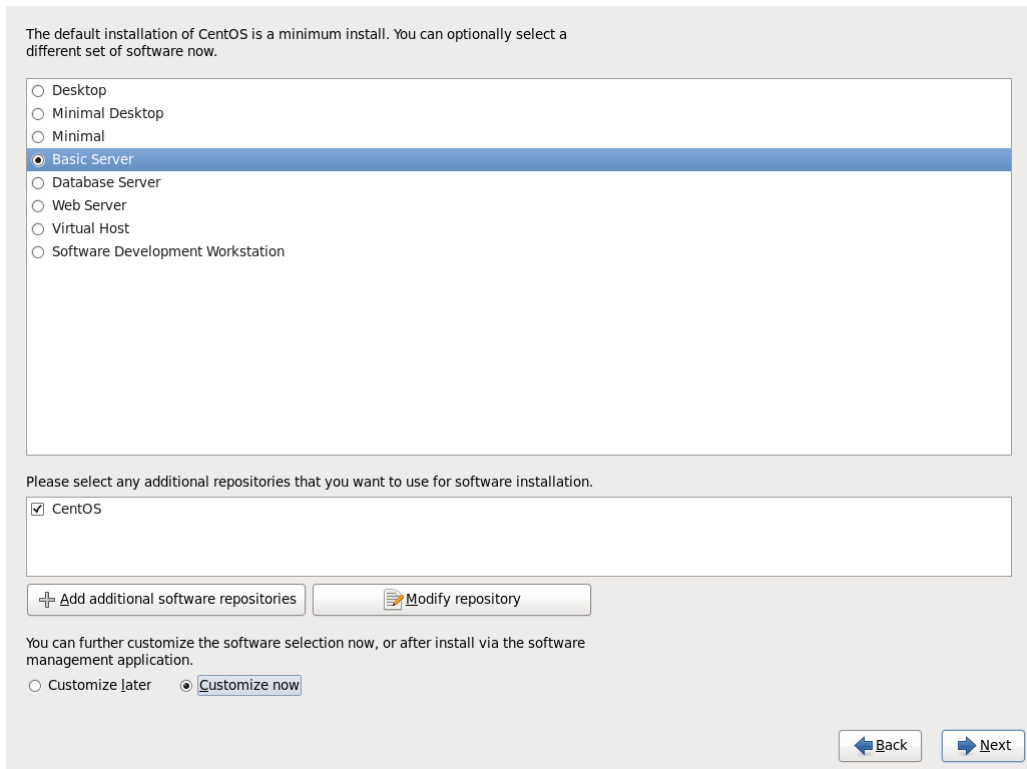 The default installation of CentOS is a minimum install. You can optionally select a
different set of software now.
Desktop
Minimal Desktop
Minimal
Basic Server
Database Server
Web Server
Virtual Host
Software Development Workstation
Please select any additional repositories that you want to use for software installation.
CentOS
Add additional software repositories
Modify repository
You can further customize the software selection now, or after install via the software
management application.
Customize later
Customize now
Back
Next